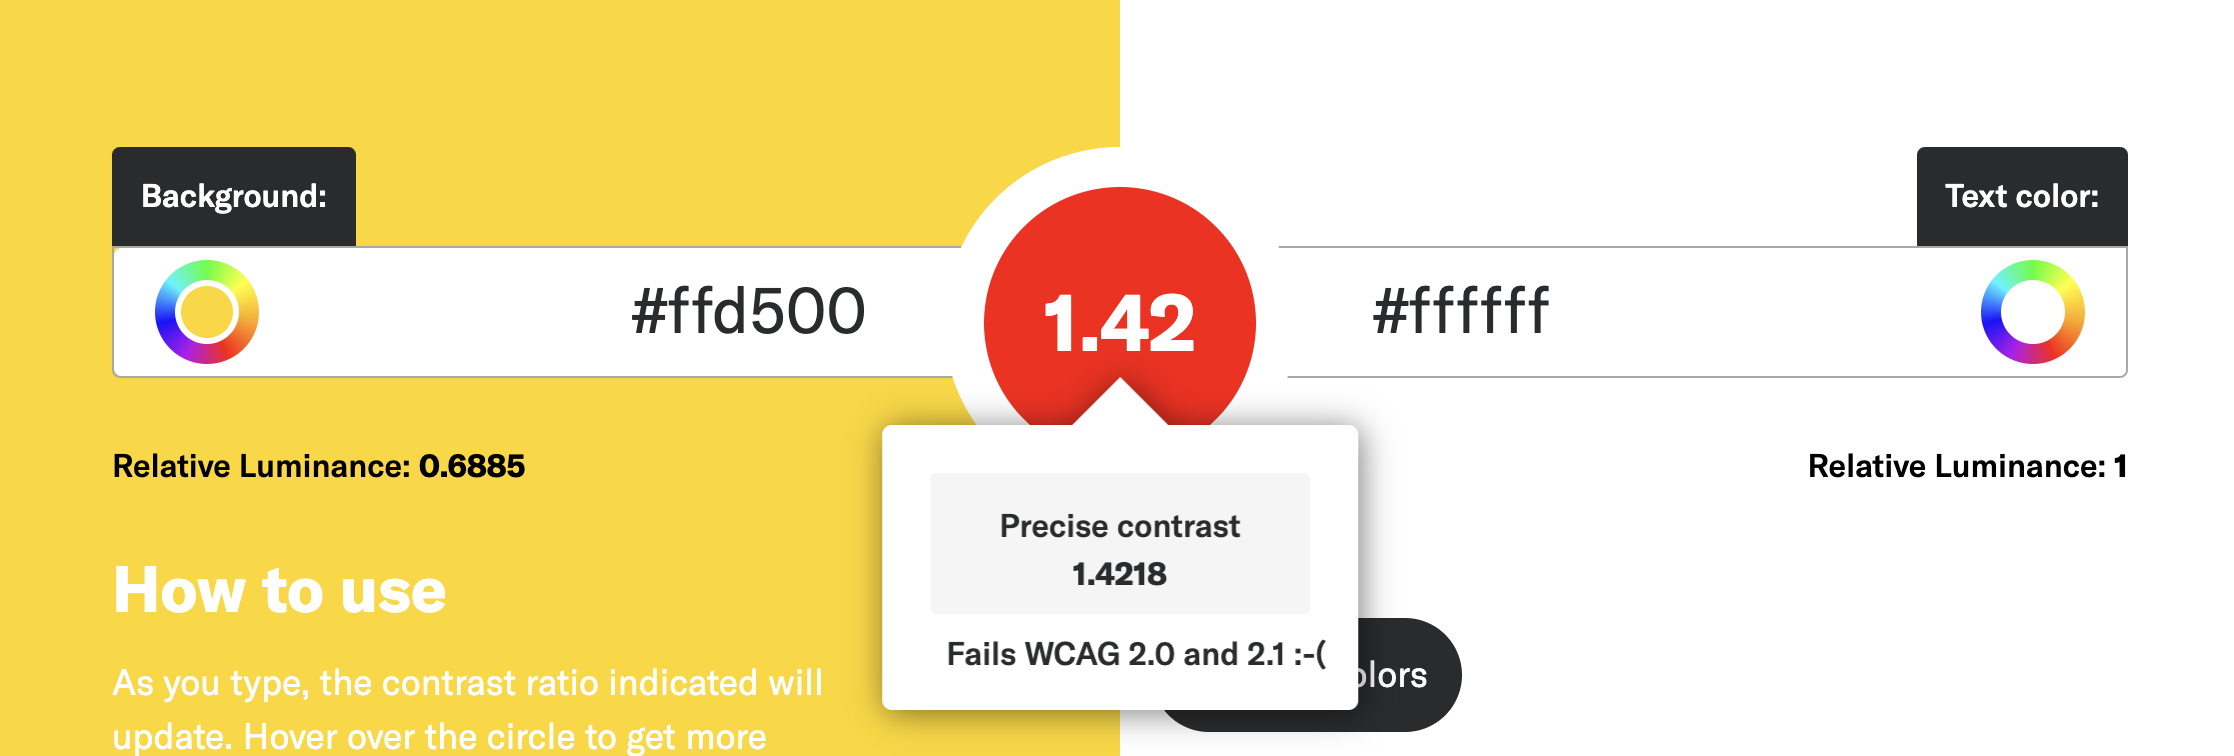 Background:
Text color:
#ffd500
1.42
#ffffff
Relative Luminance: 0.6885
Relative Luminance: 1
Precise contrast
1.4218
Fails WCAG 2.0 and 2.1 :-(
How to use
As you type, the contrast ratio indicated will
update. Hover over the circle to get more